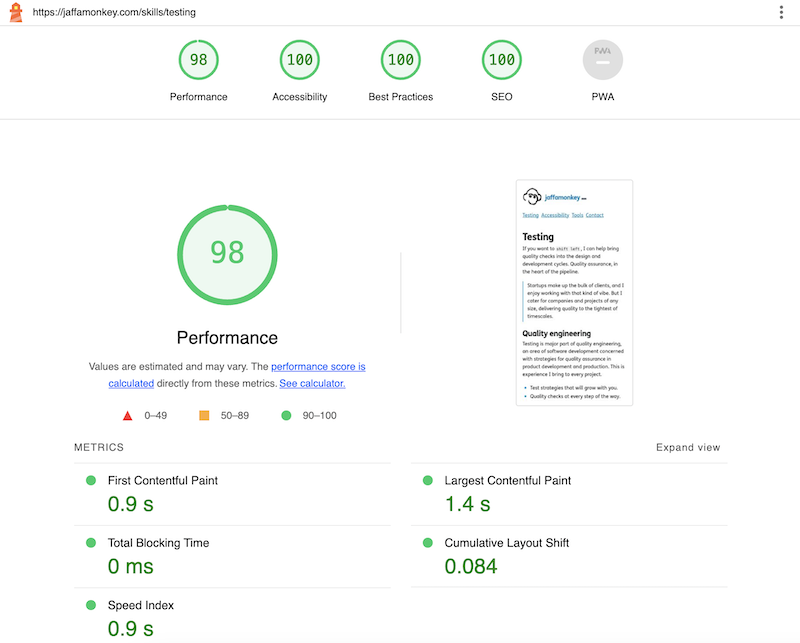 https://jaffamonkey.com/skills/testing
98
100
100
100
PWA
Performance
Accessibility
Best Practices
SEO
PWA
98
Performance
Values are estimated and may vary. The performance score is
calculated directly from these metrics. See calculator.
0–49
50–89
90–100
jaffamonkey
Testing Accessibility Tools Contact
Testing
If you want to shift left, I can help bring
quality checks into the design and
development cycles. Quality assurance, in
the heart of the pipeline.
Startups make up the bulk of clients, and I
enjoy working with that kind of vibe. But I
cater for companies and projects of any
size, delivering quality to the tightest of
timescales.
Quality engineering
Testing is major part of quality engineering,
an area of software development concerned
with strategies for quality assurance in
product development and production. This is
experience I bring to every project.
Test strategies that will grow with you.
Quality checks at every step of the way.
METRICS
Expand view
First Contentful Paint
0.9 s
Largest Contentful Paint
1.4 s
Total Blocking Time
0 ms
Cumulative Layout Shift
0.084
Speed Index
0.9 s